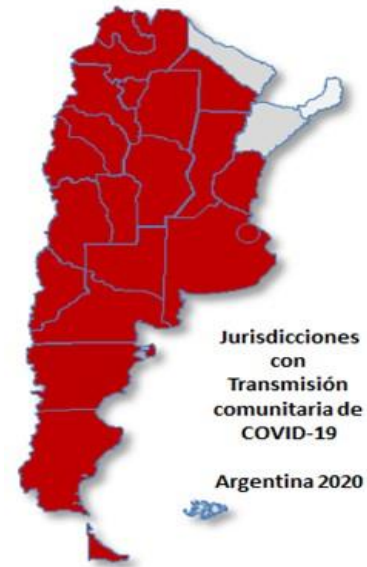 Jurisdicciones
con
Transmisión
comunitaria de
COVID-19
Argentina 2020